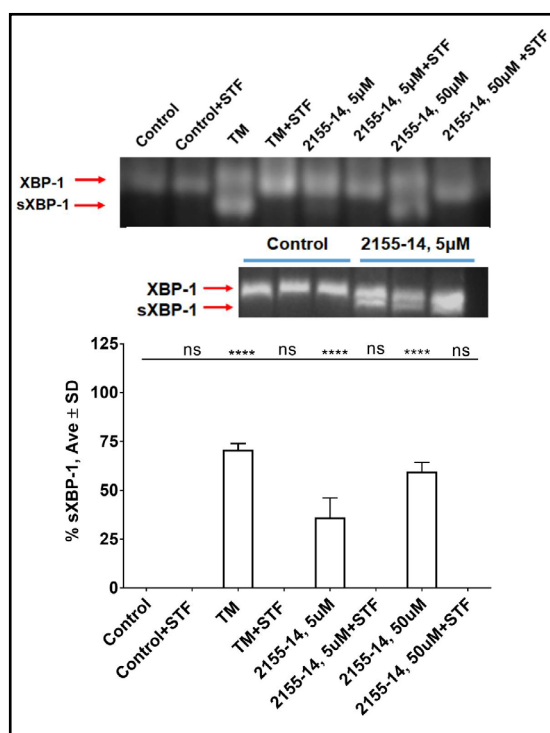 Control
Control+STF
TM
TM+STF
2155-14, 5µM
2155-14, 5µM+STF
2155-14, 50µM
2155-14, 50µM +STF
XBP-1
sXBP-1
Control
2155-14, 5µM
XBP-1
sXBP-1
ns
****
ns
****
ns
****
ns
% sXBP-1, Ave ± SD
125
100
75
50
25
0
Control
Control+STF
TM
TM+STF
2155-14, 5uM
2155-14, 5uM+STF
2155-14, 50uM
2155-14, 50uM+STF